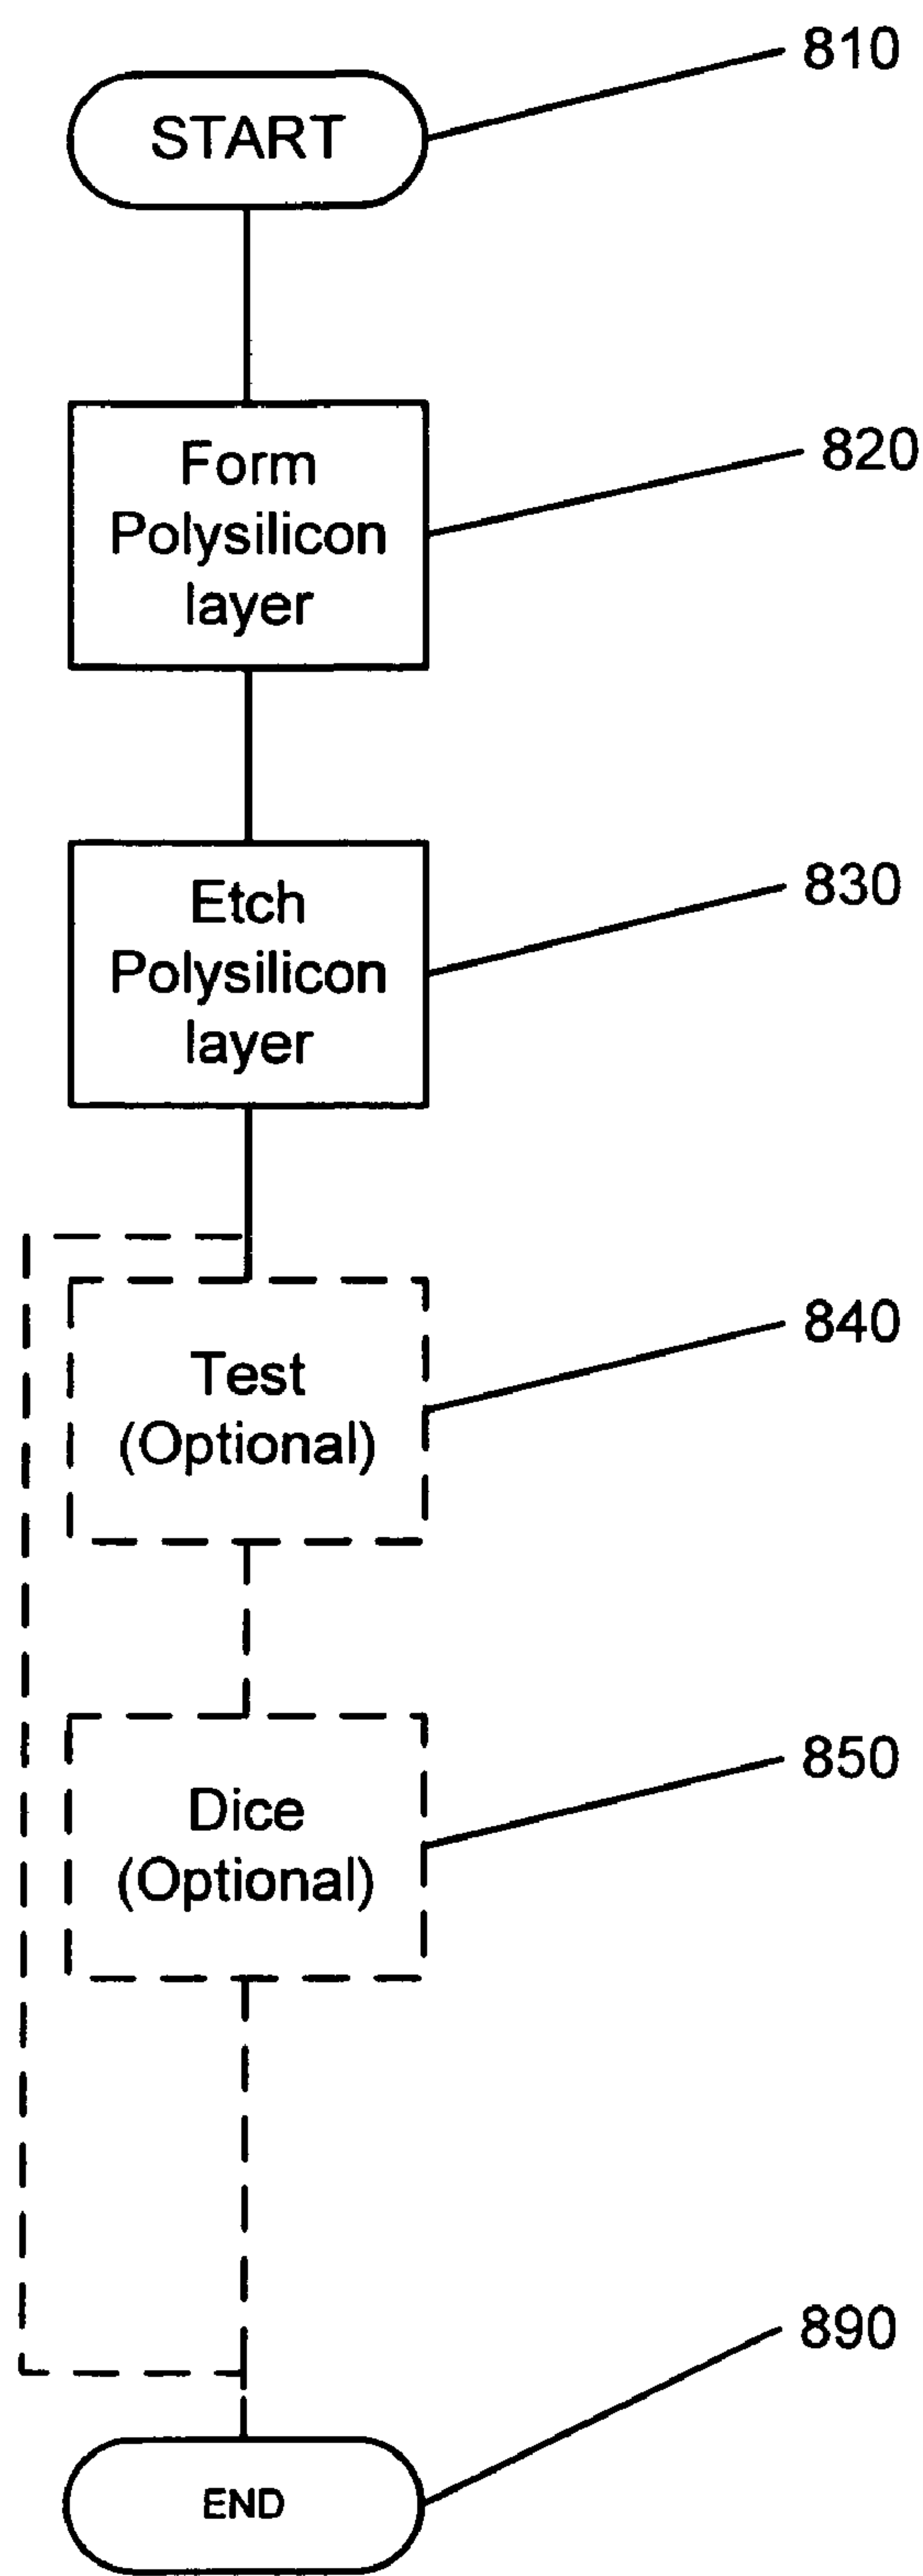 810
START
820
Form
Polysilicon
layer
830
Etch
Polysilicon
layer
840
Test
(Optional)
850
Dice
(Optional)
890
END